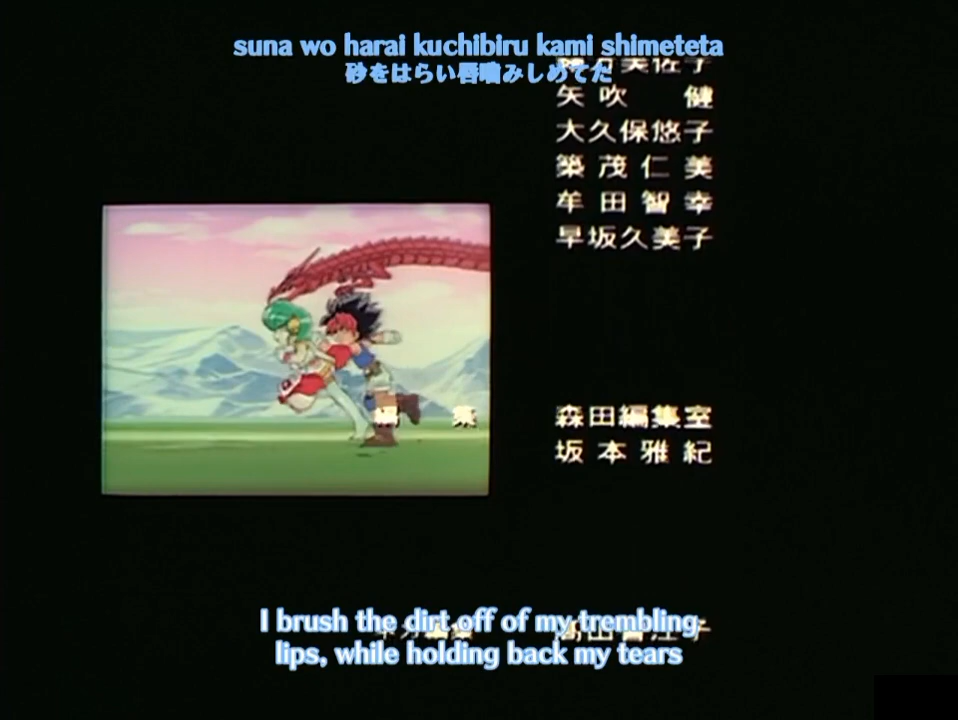 suna wo harai kuchibiru kami shimeteta
砂をはらい唇噛みしめてた
矢吹 健
大久保悠子
築茂仁美
牟田智幸
早坂久美子
編 集 森田編集室
坂本雅紀
I brush the dirt off of my trembling
lips, while holding back my tears